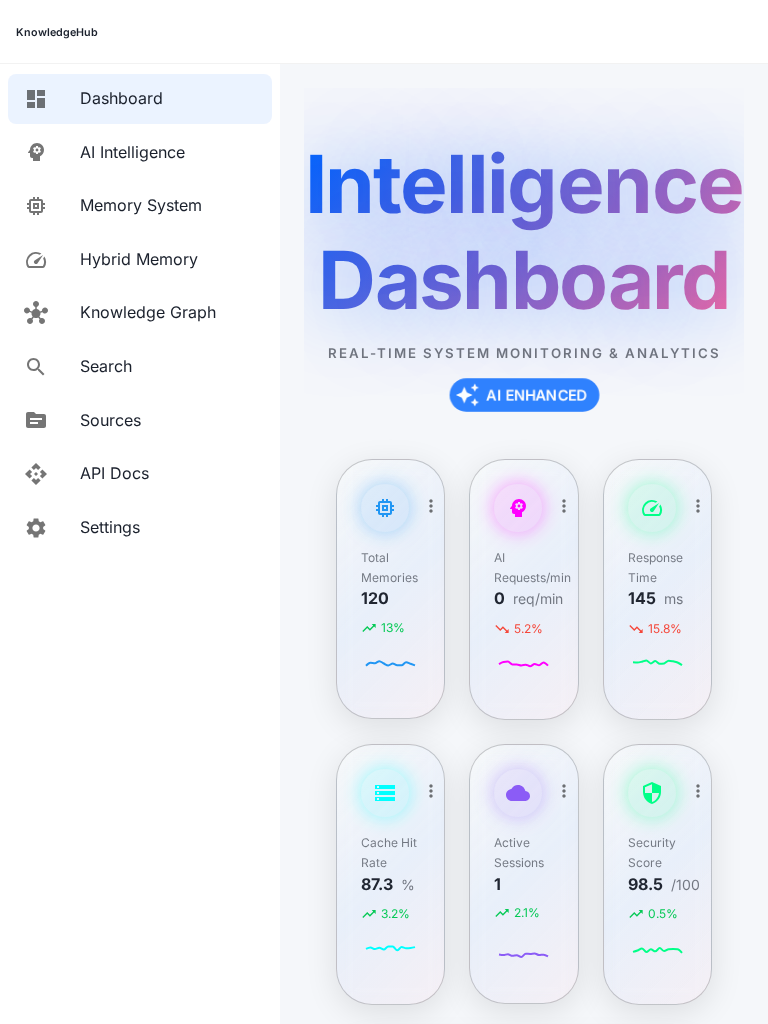 KnowledgeHub
Dashboard
AI Intelligence
Memory System
Hybrid Memory
Knowledge Graph
Search
Sources
API Docs
Settings
Intelligence
Dashboard
REAL-TIME SYSTEM MONITORING & ANALYTICS
AI ENHANCED
Total
Memories
120
13%
AI
Requests/min
0 req/min
5.2%
Response
Time
145 ms
15.8%
Cache Hit
Rate
87.3 %
3.2%
Active
Sessions
1
2.1%
Security
Score
98.5 /100
0.5%